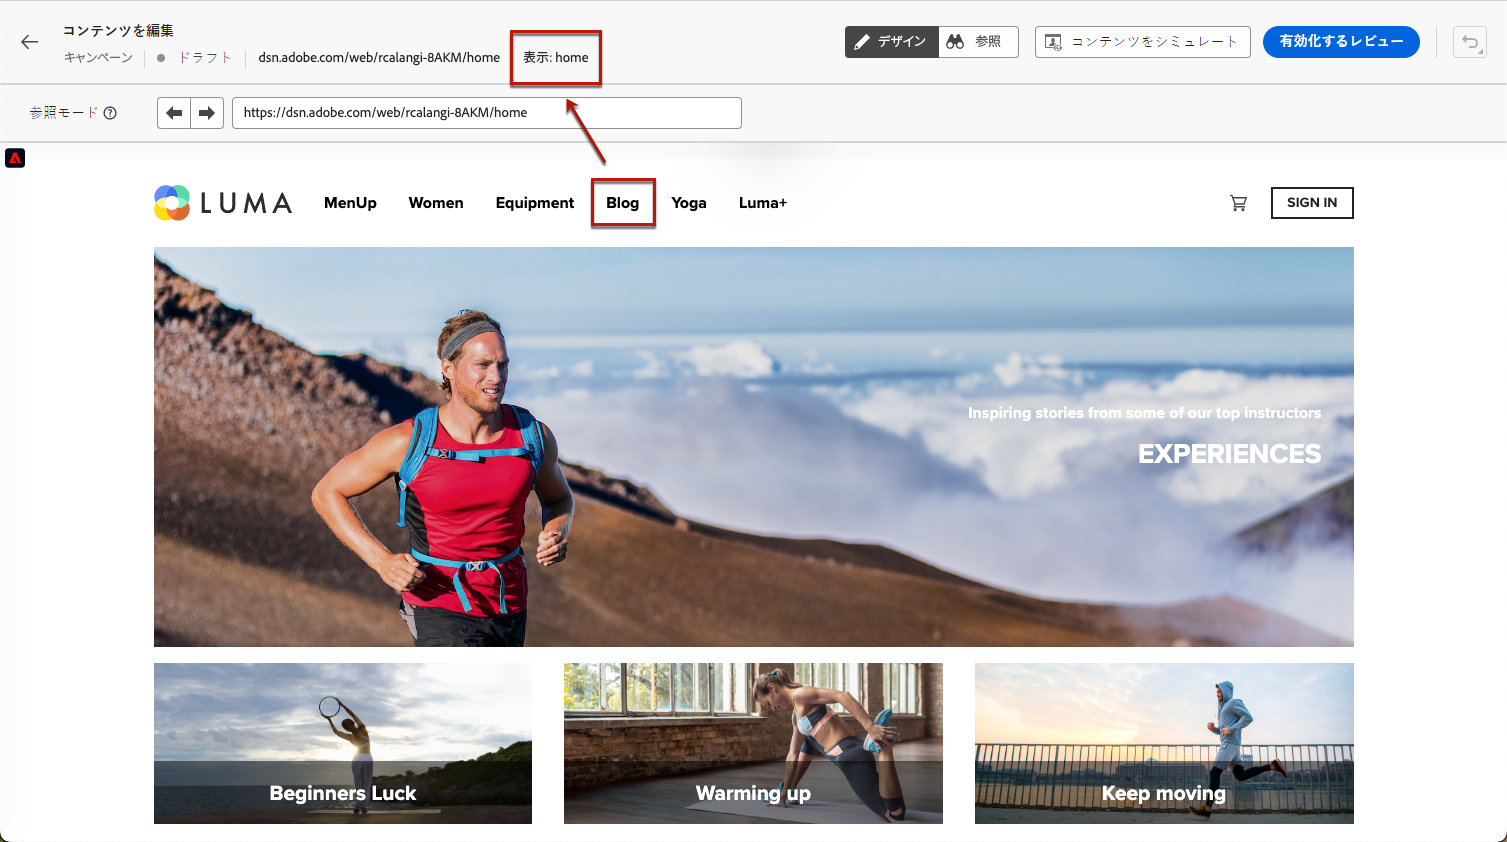 コンテンツを編集
キャンペーン ドラフト dsn.adobe.com/web/rcalangi-8AKM/home 表示: home
デザイン 参照 コンテンツをシミュレート 有効化するレビュー
参照モード https://dsn.adobe.com/web/rcalangi-8AKM/home
LUMA MenUp Women Equipment Blog Yoga Luma+ SIGN IN
Inspiring stories from some of our top instructors
EXPERIENCES
Beginners Luck Warming up Keep moving